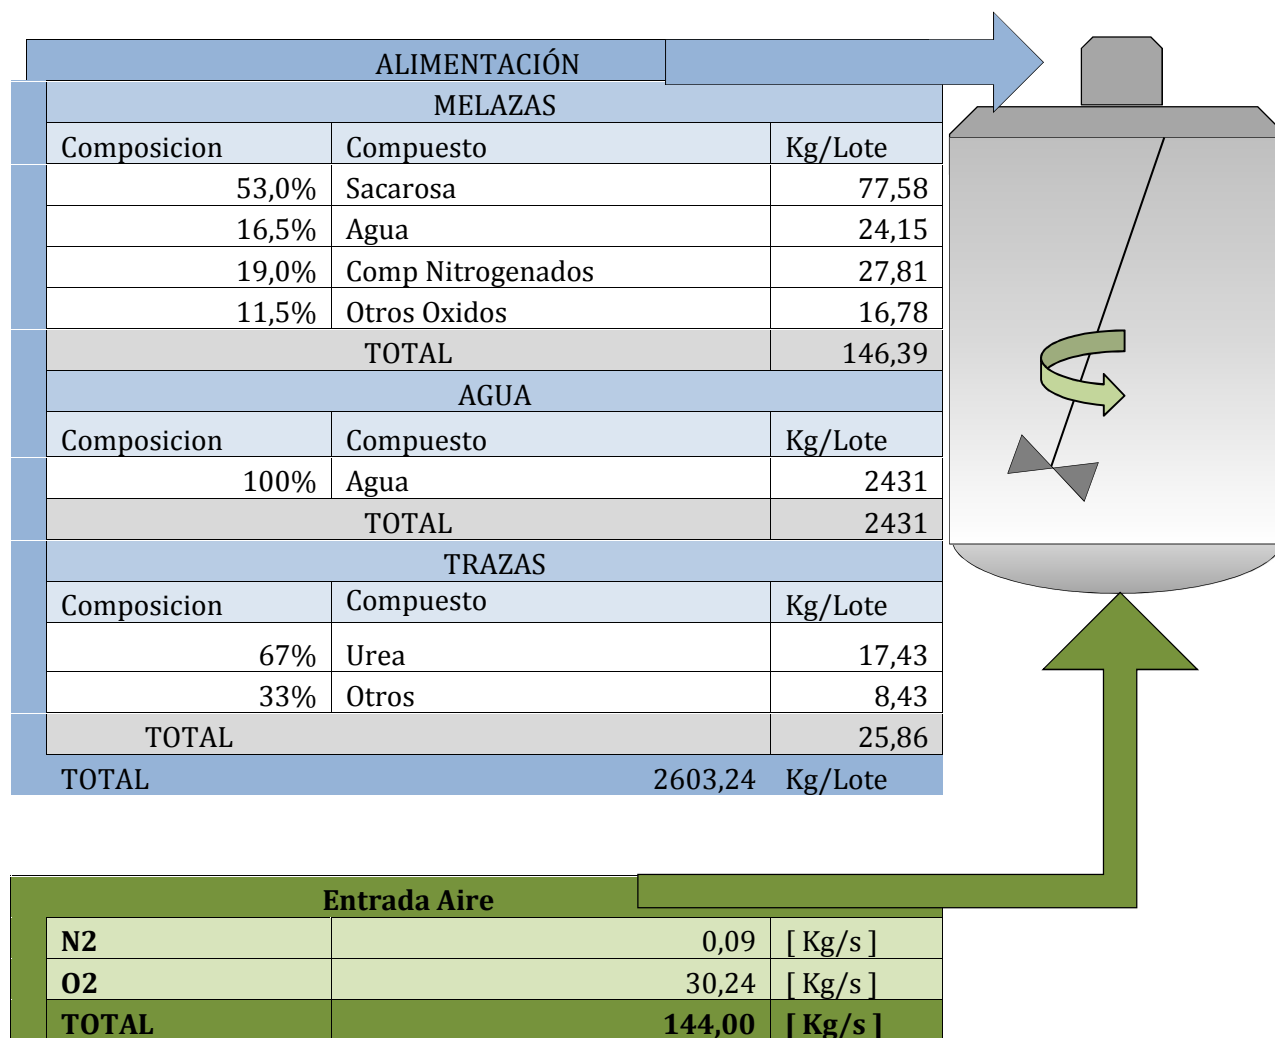 ALIMENTACIÓN
MELAZAS
Composicion Compuesto Kg/Lote
53,0% Sacarosa 77,58
16,5% Agua 24,15
19,0% Comp Nitrogenados 27,81
11,5% Otros Oxidos 16,78
TOTAL 146,39
AGUA
Composicion Compuesto Kg/Lote
100% Agua 2431
TOTAL 2431
TRAZAS
Composicion Compuesto Kg/Lote
67% Urea 17,43
33% Otros 8,43
TOTAL 25,86
TOTAL 2603,24 Kg/Lote
Entrada Aire
N2 0,09 [ Kg/s ]
O2 30,24 [ Kg/s ]
TOTAL 144,00 [ Kg/s ]